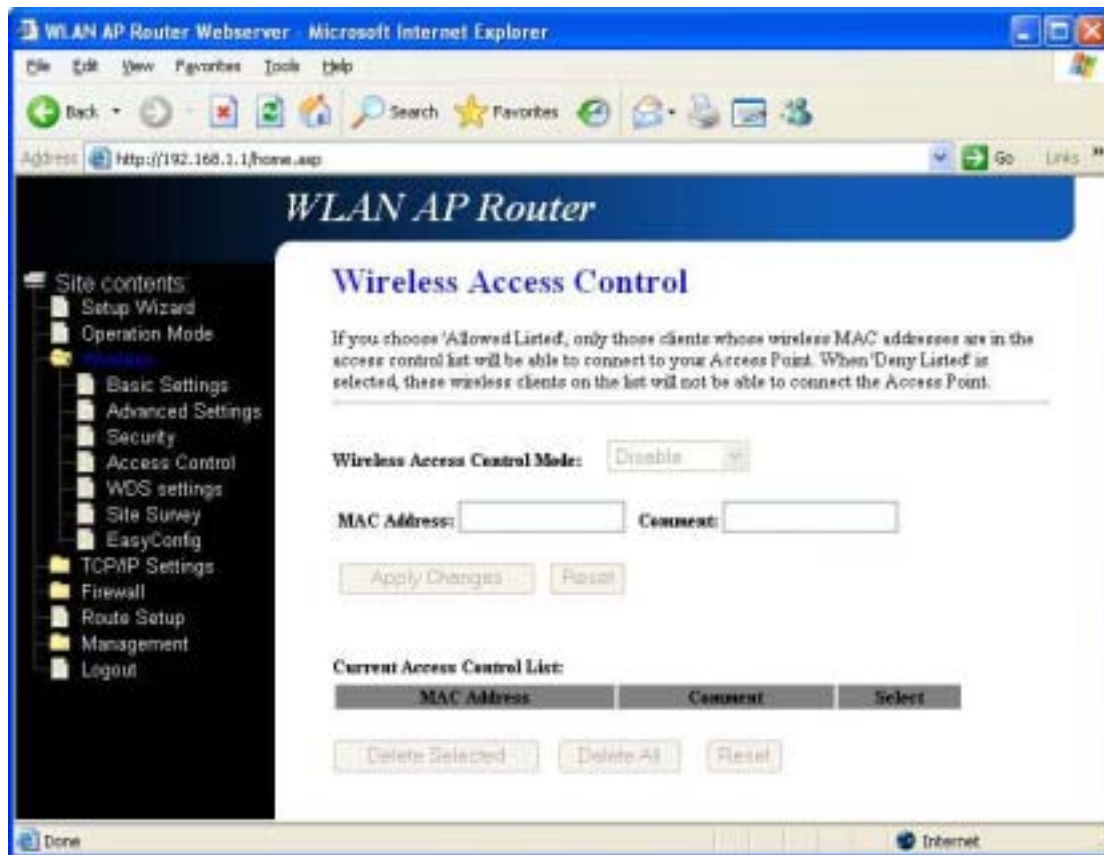 WLAN AP Router Webserver - Microsoft Internet Explorer
File Edit View Favorites Tools Help
Back Search Favorites
Address http://192.168.1.1/home.asp Go Links »
WLAN AP Router
Site contents:
Setup Wizard
Operation Mode
Wireless
Basic Settings
Advanced Settings
Security
Access Control
WDS settings
Site Survey
EasyConfig
TCP/IP Settings
Firewall
Route Setup
Management
Logout
Wireless Access Control
If you choose 'Allowed Listed', only those clients whose wireless MAC addresses are in the
access control list will be able to connect to your Access Point. When 'Deny Listed' is
selected, these wireless clients on the list will not be able to connect the Access Point.
Wireless Access Control Mode: Disable
MAC Address: Comment:
Apply Changes Reset
Current Access Control List:
MAC Address Comment Select
Delete Selected Delete All Reset
Done Internet